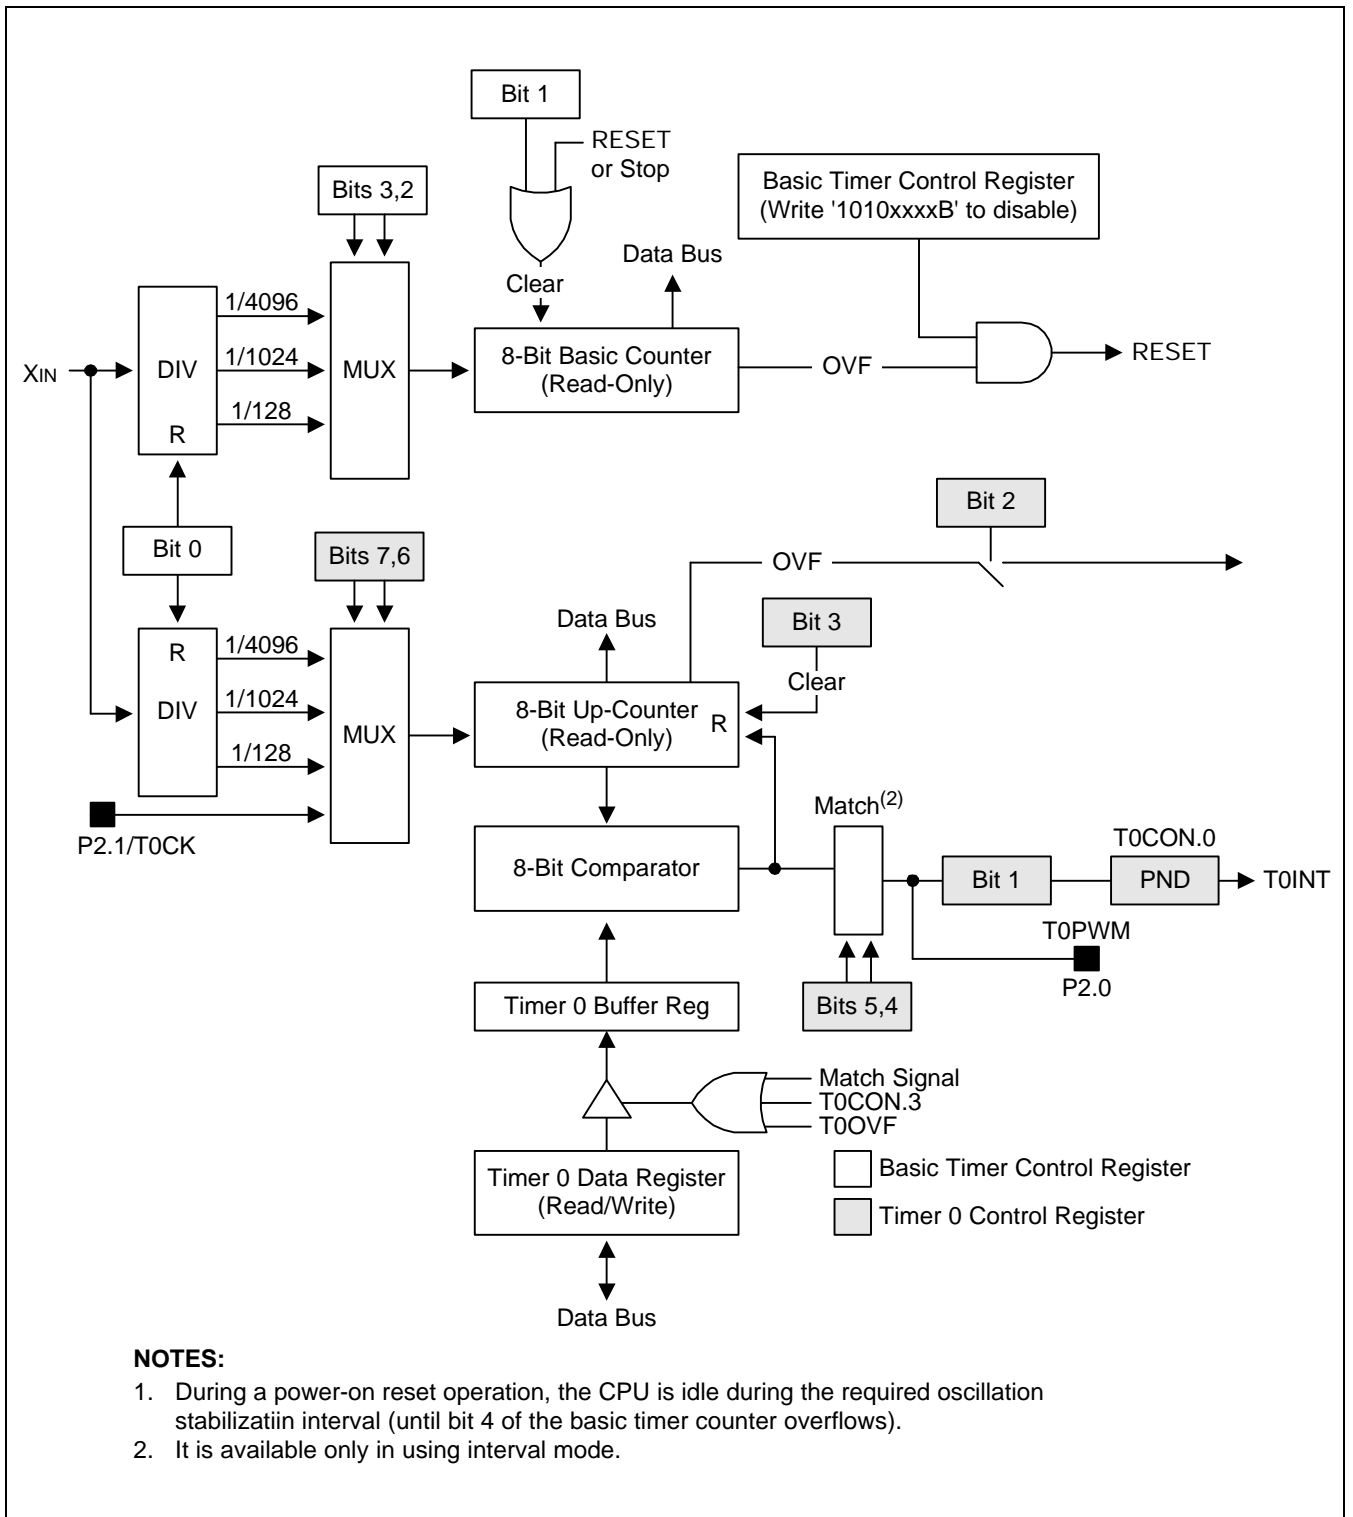 Bit 1
RESET
or Stop
Bits 3,2
Basic Timer Control Register
(Write '1010xxxxB' to disable)
Data Bus
Clear
1/4096
XIN
DIV
1/1024
MUX
8-Bit Basic Counter
(Read-Only)
OVF
RESET
1/128
R
Bit 2
Bit 0
Bits 7,6
OVF
Data Bus
Bit 3
R
1/4096
Clear
DIV
1/1024
MUX
8-Bit Up-Counter
(Read-Only)
R
1/128
P2.1/T0CK
Match(2)
8-Bit Comparator
T0CON.0
Bit 1
PND
T0INT
T0PWM
P2.0
Timer 0 Buffer Reg
Bits 5,4
Match Signal
T0CON.3
T0OVF
Timer 0 Data Register
(Read/Write)
Basic Timer Control Register
Timer 0 Control Register
Data Bus
NOTES:
1. During a power-on reset operation, the CPU is idle during the required oscillation
stabilizatiin interval (until bit 4 of the basic timer counter overflows).
2. It is available only in using interval mode.